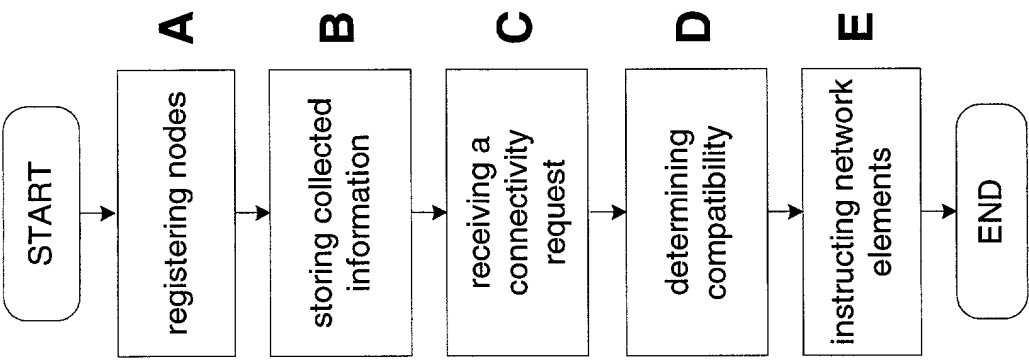 START
registering nodes
A
storing collected
information
B
receiving a
connectivity
request
C
determining
compatibility
D
instructing network
elements
E
END